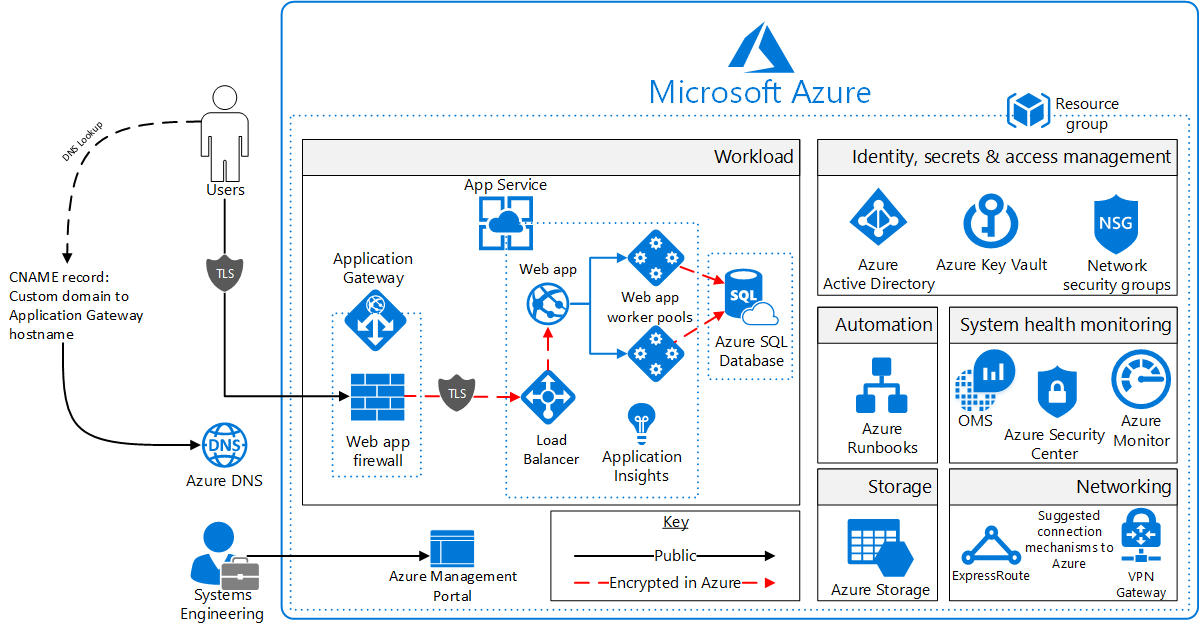 Microsoft Azure
Resource
group
DNS Lookup
Users
TLS
CNAME record:
Custom domain to
Application Gateway
hostname
DNS
Azure DNS
Systems
Engineering
Workload
App Service
Application
Gateway
Web app
firewall
TLS
Web app
Load
Balancer
Web app
worker pools
Application
Insights
SQL
Azure SQL
Database
Azure Management
Portal
Key
Public
Encrypted in Azure
Identity, secrets & access management
Azure
Active Directory
Azure Key Vault
NSG
Network
security groups
Automation
Azure
Runbooks
System health monitoring
OMS
Azure Security
Center
Azure
Monitor
Storage
Azure Storage
Networking
ExpressRoute
Suggested
connection
mechanisms to
Azure
VPN
Gateway